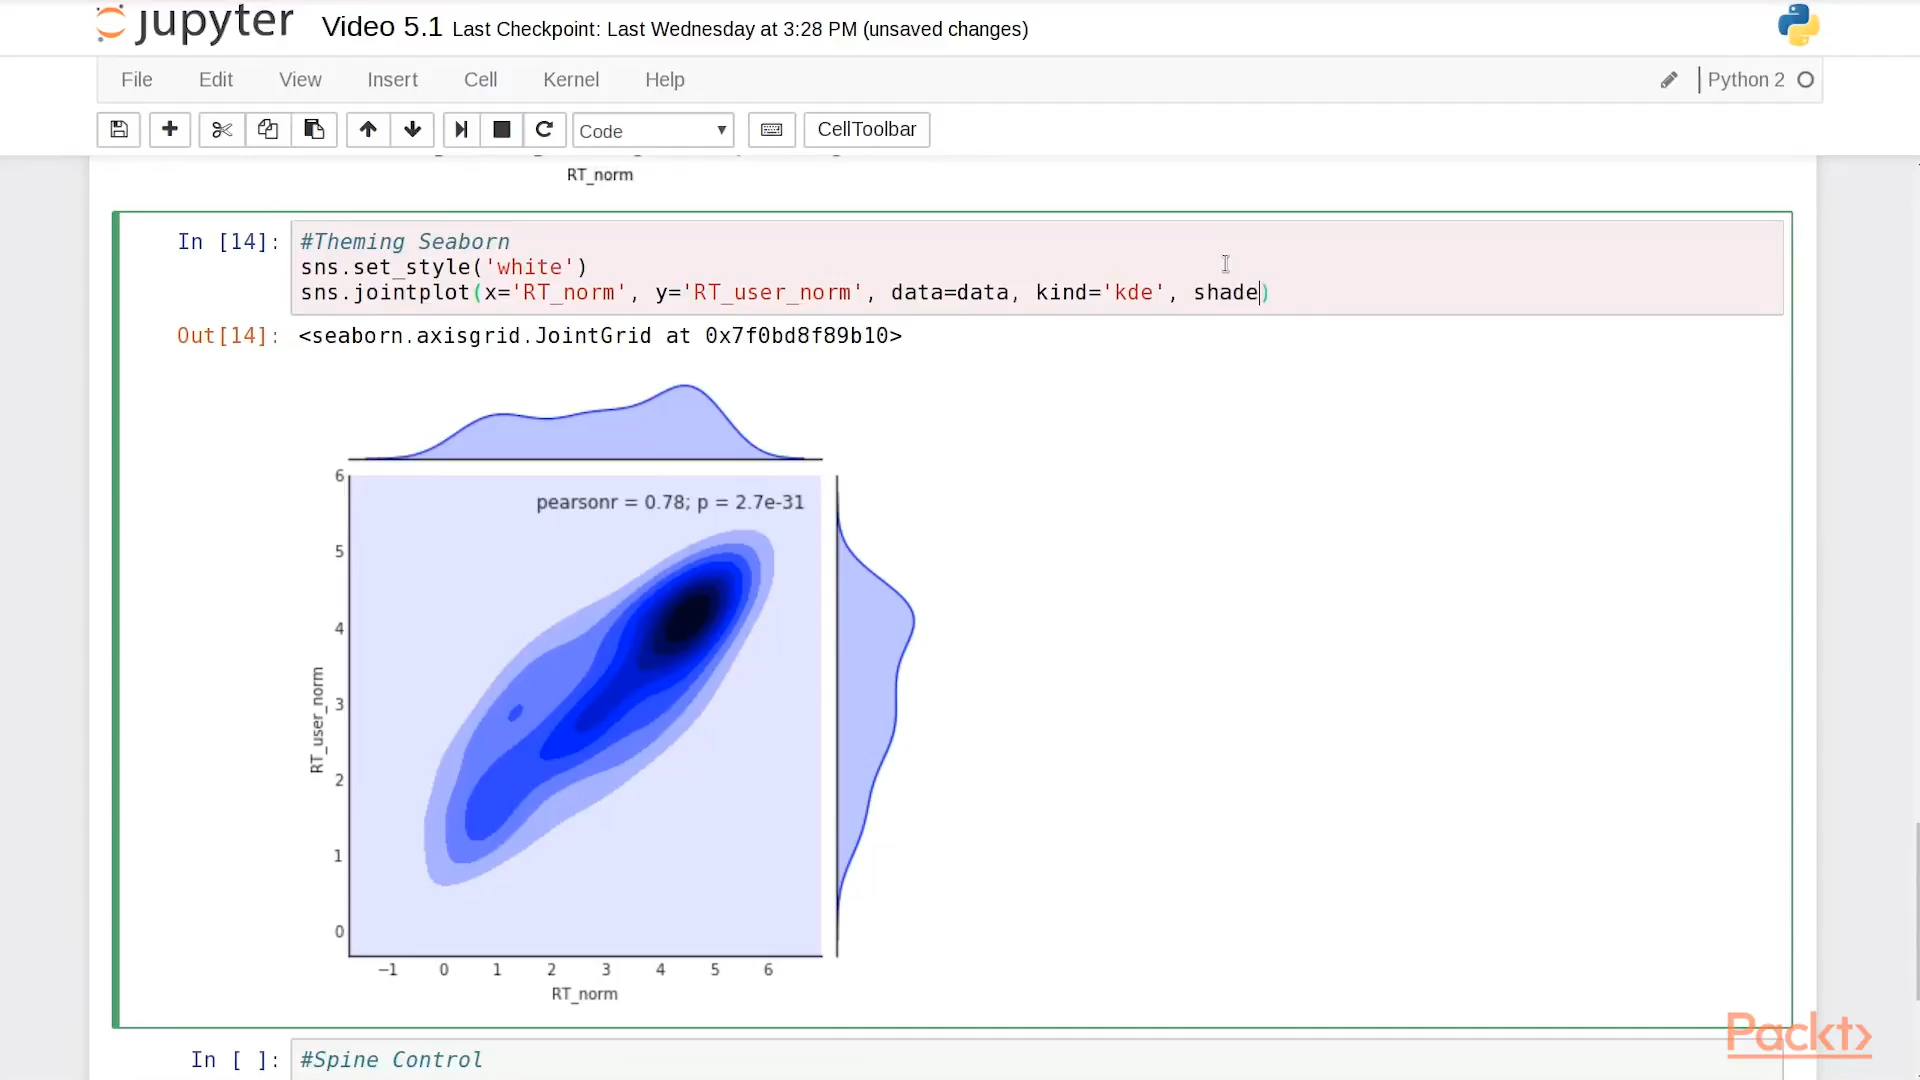 jupyter Video 5.1 Last Checkpoint: Last Wednesday at 3:28 PM (unsaved changes)
File Edit View Insert Cell Kernel Help Python 2
Code CellToolbar
RT_norm
In [14]: #Theming Seaborn
sns.set_style('white')
sns.jointplot(x='RT_norm', y='RT_user_norm', data=data, kind='kde', shade)
Out[14]: <seaborn.axisgrid.JointGrid at 0x7f0bd8f89b10>
pearsonr = 0.78; p = 2.7e-31
6
5
4
3
2
1
0
RT_user_norm
−1 0 1 2 3 4 5 6
RT_norm
Packt>
In [ ]: #Spine Control